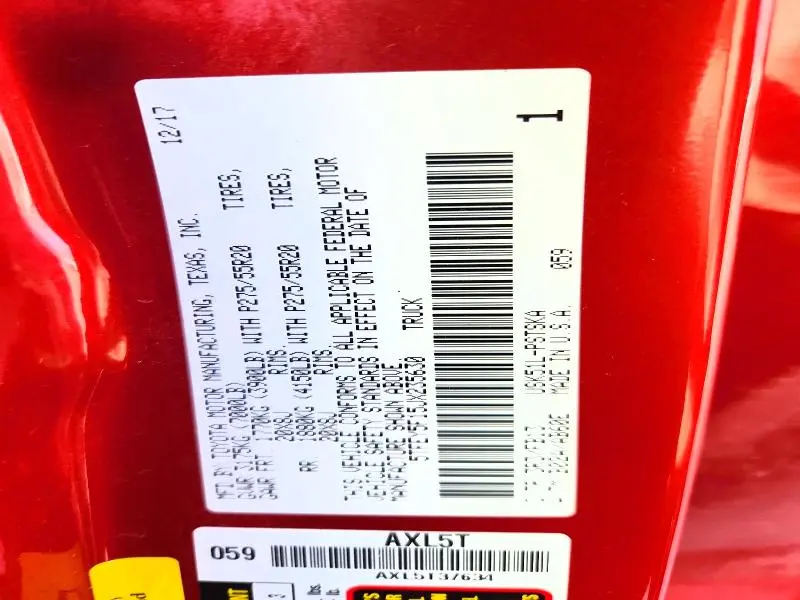 12/17
MFD BY TOYOTA MOTOR MANUFACTURING, TEXAS, INC.
GVWR 3175KG (7000LB)
GAWR FRT 1770KG (3900LB) WITH P275/55R20 TIRES,
20X8J RIMS.
RR 1880KG (4150LB) WITH P275/55R20 TIRES,
20X8J RIMS.
THIS VEHICLE CONFORMS TO ALL APPLICABLE FEDERAL MOTOR
VEHICLE SAFETY STANDARDS IN EFFECT ON THE DATE OF
MANUFACTURE SHOWN ABOVE.
TRUCK
1
059
MADE IN U.S.A.
AXL5T
059
AXL5T37634